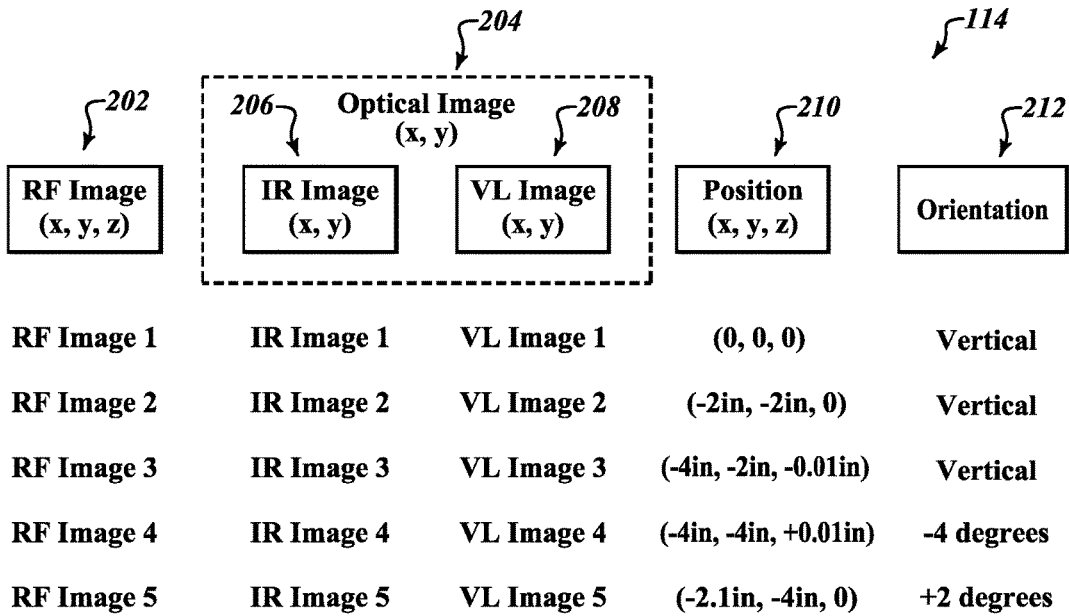 204
114
202
206
Optical Image
(x, y)
208
210
212
RF Image
(x, y, z)
IR Image
(x, y)
VL Image
(x, y)
Position
(x, y, z)
Orientation
RF Image 1 IR Image 1 VL Image 1 (0, 0, 0) Vertical
RF Image 2 IR Image 2 VL Image 2 (-2in, -2in, 0) Vertical
RF Image 3 IR Image 3 VL Image 3 (-4in, -2in, -0.01in) Vertical
RF Image 4 IR Image 4 VL Image 4 (-4in, -4in, +0.01in) -4 degrees
RF Image 5 IR Image 5 VL Image 5 (-2.1in, -4in, 0) +2 degrees